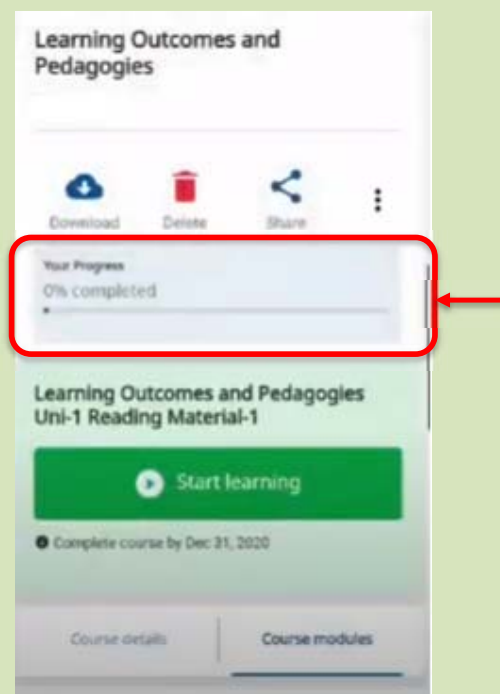 Learning Outcomes and
Pedagogies
Download Delete Share
Your Progress
0% completed
Learning Outcomes and Pedagogies
Uni-1 Reading Material-1
Start learning
Complete course by Dec 31, 2020
Course details Course modules